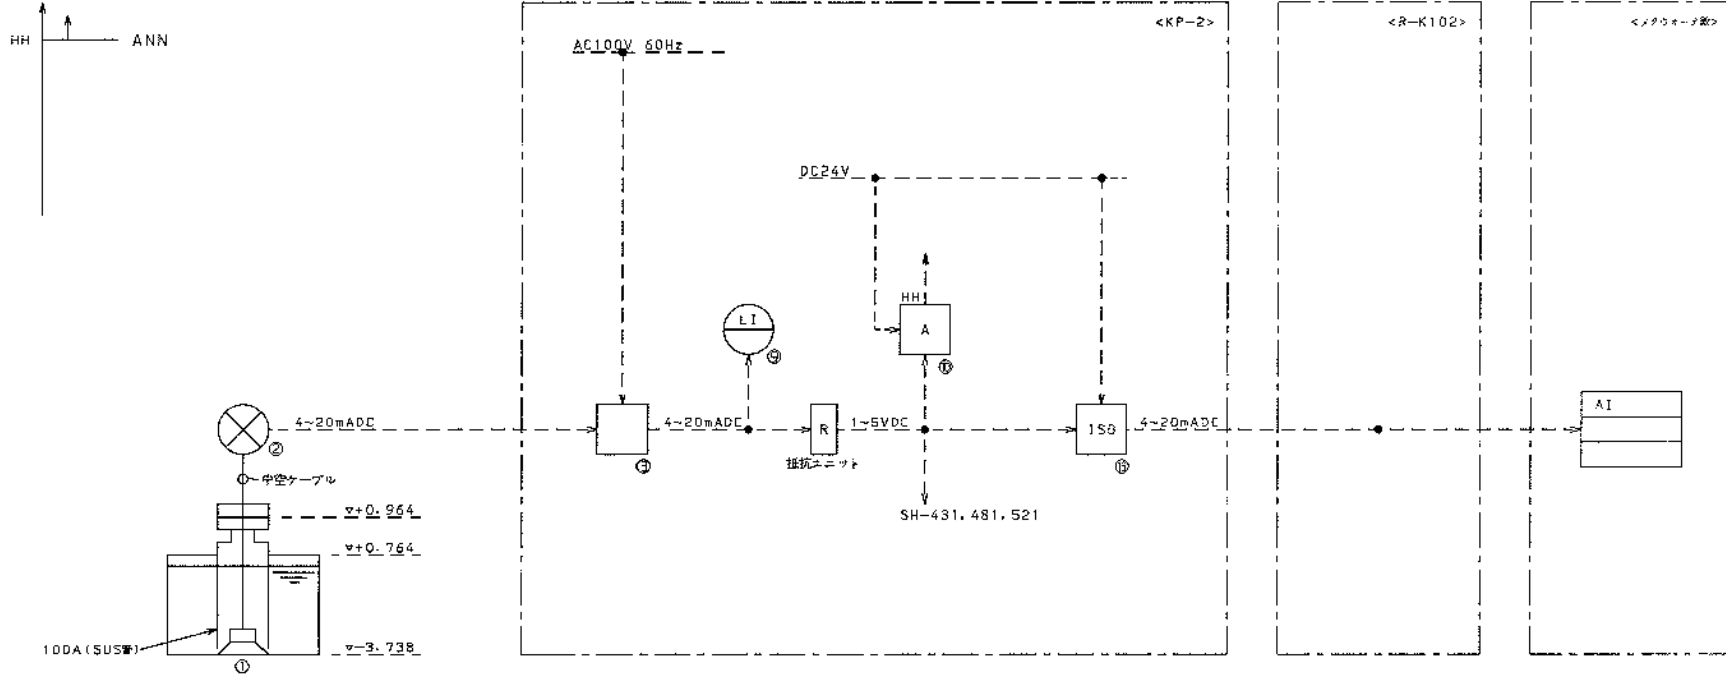 <KP-2>
<R-K102>
HH
ANN
AC100V 60Hz
DC24V
HH
LI
A
⑨
⑩
4~20mADC
4~20mADC
R
1~5VDC
ISO
4~20mADC
AI
②
③
抵抗ユニット
中空ケーブル
▽+0.964
SH-431,481,521
▽+0.764
100A(SUS管)
▽-3.738
①